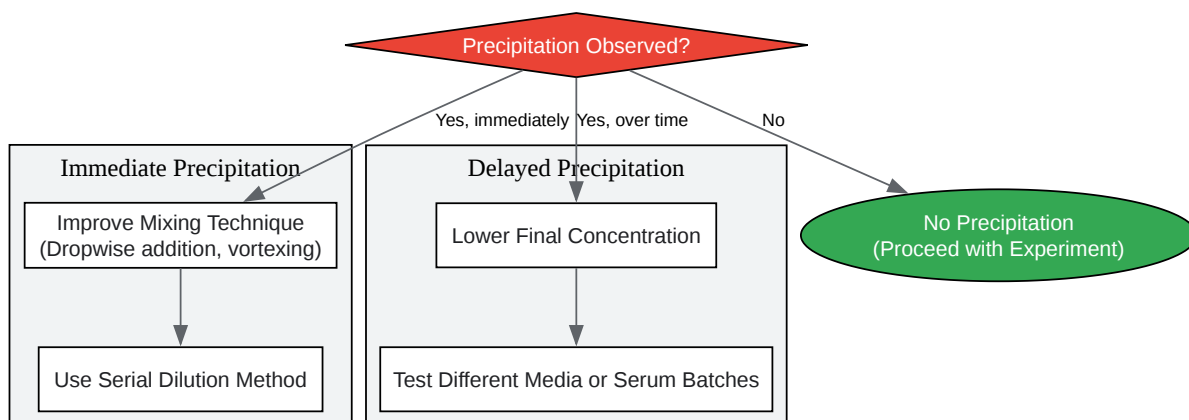 Precipitation Observed?
Yes, immediately
Yes, over time
No
Immediate Precipitation
Improve Mixing Technique
(Dropwise addition, vortexing)
Use Serial Dilution Method
Delayed Precipitation
Lower Final Concentration
Test Different Media or Serum Batches
No Precipitation
(Proceed with Experiment)